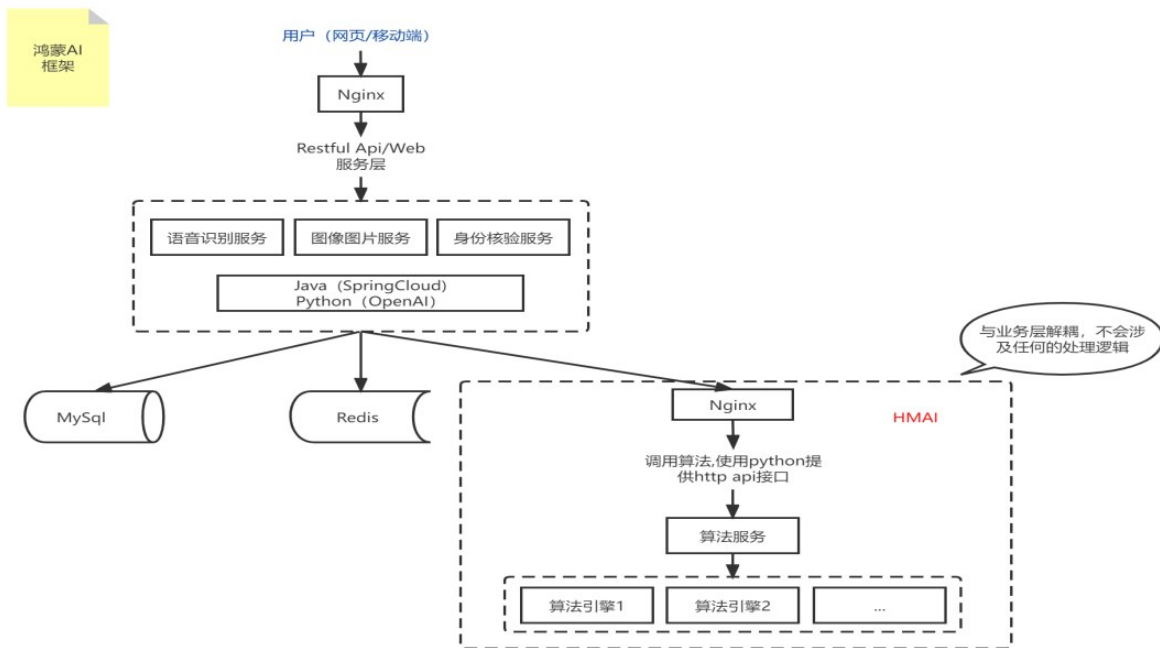 鸿蒙AI
框架
用户（网页/移动端）
Nginx
Restful Api/Web
服务层
语音识别服务
图像图片服务
身份核验服务
Java（SpringCloud）
Python（OpenAI）
与业务层解耦，不会涉
及任何的处理逻辑
MySql
Redis
Nginx
HMAI
调用算法,使用python提
供http api接口
算法服务
算法引擎1
算法引擎2
...